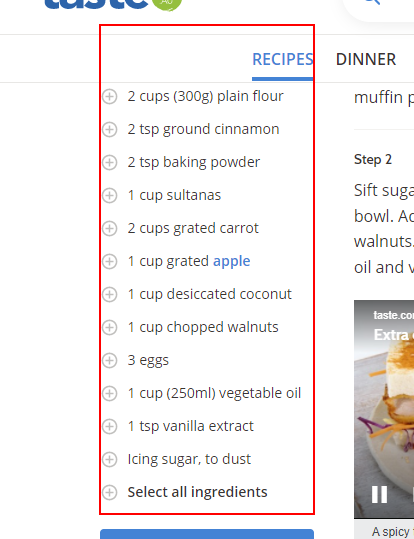 taste
AU
RECIPES DINNER
2 cups (300g) plain flour
2 tsp ground cinnamon
2 tsp baking powder
1 cup sultanas
2 cups grated carrot
1 cup grated apple
1 cup desiccated coconut
1 cup chopped walnuts
3 eggs
1 cup (250ml) vegetable oil
1 tsp vanilla extract
Icing sugar, to dust
Select all ingredients
muffin p
Step 2
Sift suga
bowl. Ad
walnuts.
oil and v
taste.co
Extra
A spicy